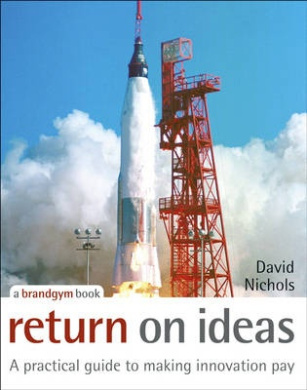 David
Nichols
a brandgym book
return on ideas
A practical guide to making innovation pay